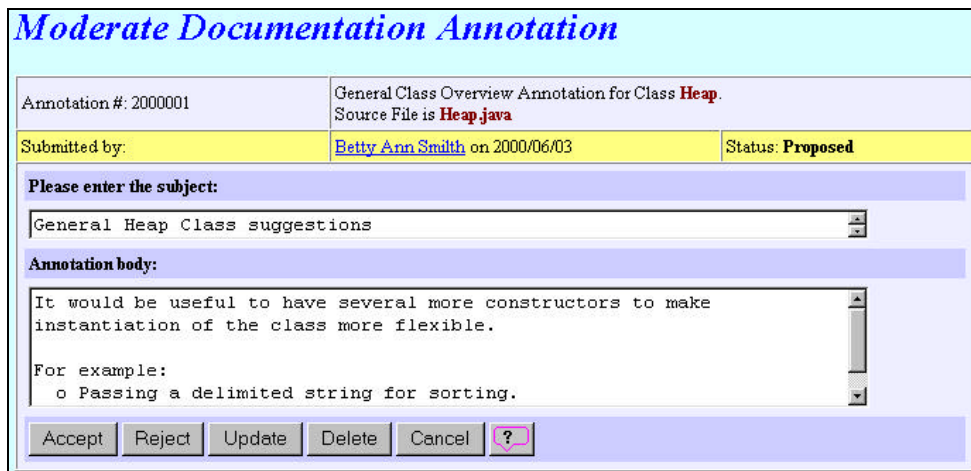 Moderate Documentation Annotation
Annotation #: 2000001
General Class Overview Annotation for Class Heap.
Source File is Heap.java
Submitted by:
Betty Ann Smilth on 2000/06/03
Status: Proposed
Please enter the subject:
General Heap Class suggestions
Annotation body:
It would be useful to have several more constructors to make
instantiation of the class more flexible.
For example:
o Passing a delimited string for sorting.
Accept Reject Update Delete Cancel ?